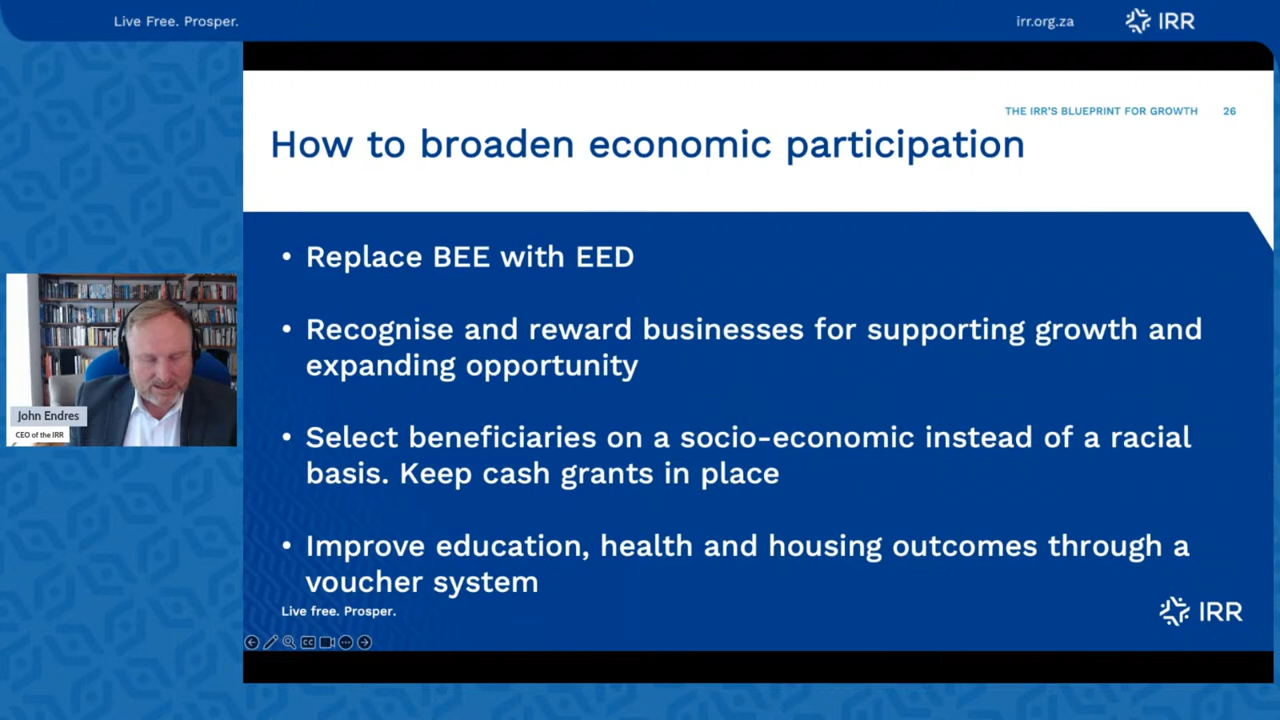 Live Free. Prosper.
irr.org.za
IRR
THE IRR'S BLUEPRINT FOR GROWTH 26
How to broaden economic participation
• Replace BEE with EED
• Recognise and reward businesses for supporting growth and
expanding opportunity
• Select beneficiaries on a socio-economic instead of a racial
basis. Keep cash grants in place
• Improve education, health and housing outcomes through a
voucher system
John Endres
CEO of the IRR
Live free. Prosper.
IRR
CC